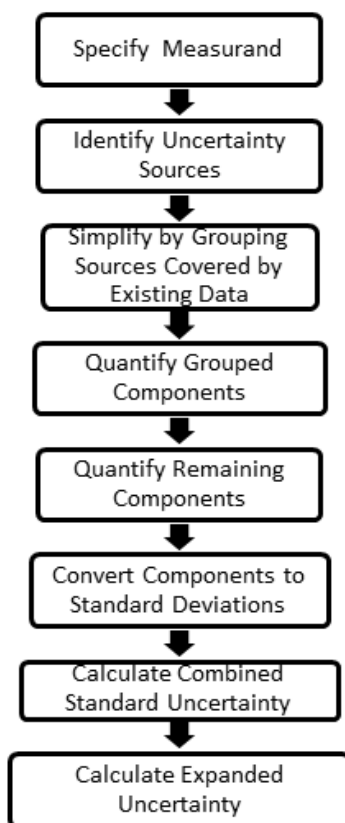 Specify Measurand
Identify Uncertainty
Sources
Simplify by Grouping
Sources Covered by
Existing Data
Quantify Grouped
Components
Quantify Remaining
Components
Convert Components to
Standard Deviations
Calculate Combined
Standard Uncertainty
Calculate Expanded
Uncertainty